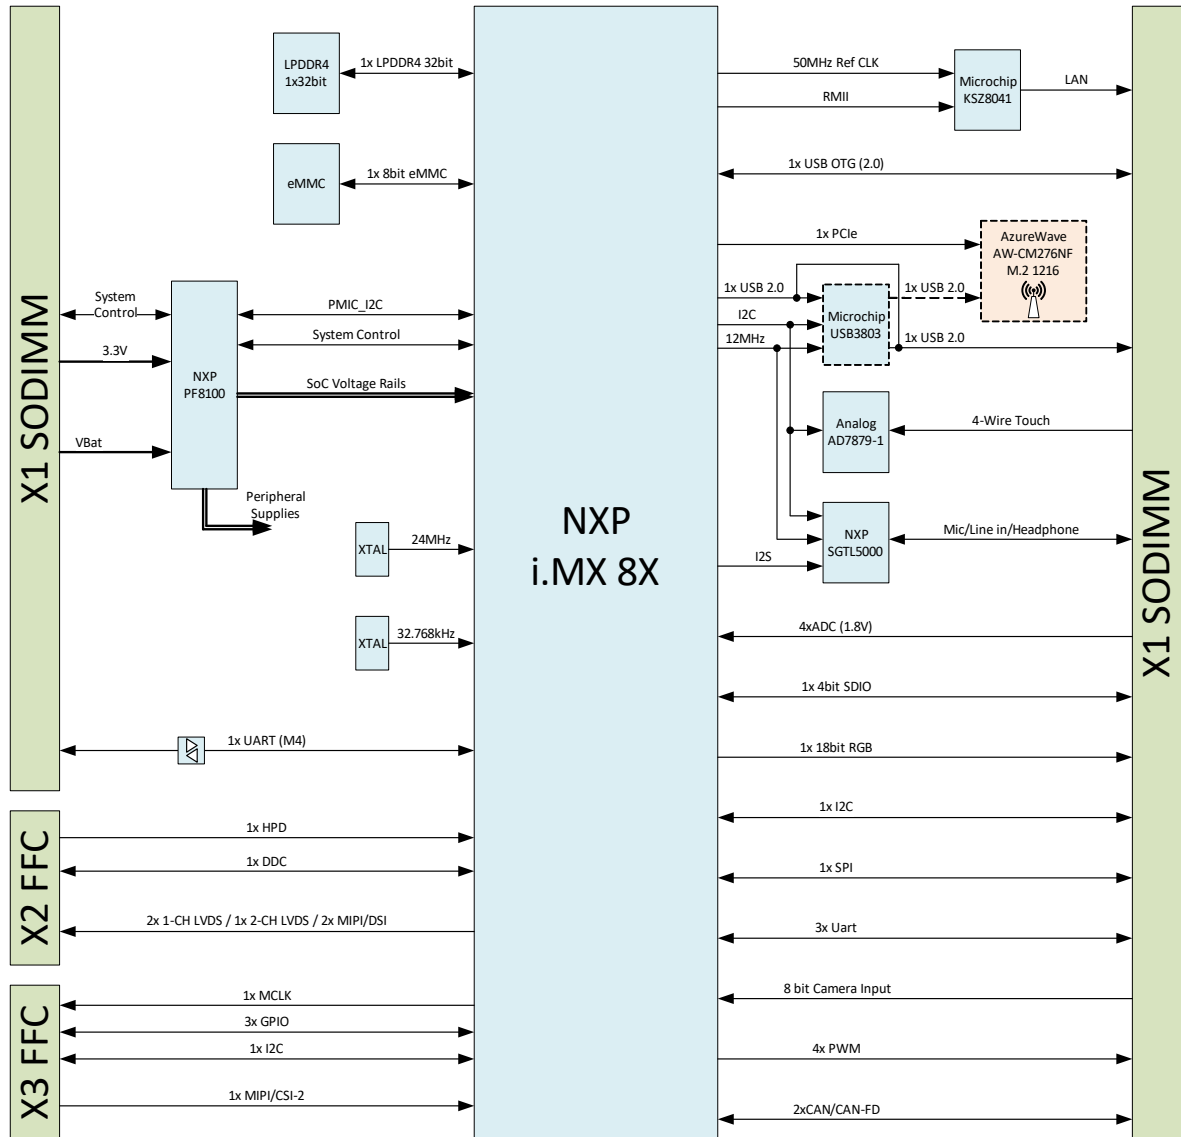 X1 SODIMM
LPDDR4
1x32bit
1x LPDDR4 32bit
eMMC
1x 8bit eMMC
System
Control
3.3V
VBat
NXP
PF8100
PMIC_I2C
System Control
SoC Voltage Rails
Peripheral
Supplies
XTAL
24MHz
XTAL
32.768kHz
1x UART (M4)
X2 FFC
1x HPD
1x DDC
2x 1-CH LVDS / 1x 2-CH LVDS / 2x MIPI/DSI
X3 FFC
1x MCLK
3x GPIO
1x I2C
1x MIPI/CSI-2
NXP
i.MX 8X
50MHz Ref CLK
RMII
Microchip
KSZ8041
LAN
1x USB OTG (2.0)
1x PCIe
AzureWave
AW-CM276NF
M.2 1216
1x USB 2.0
I2C
12MHz
Microchip
USB3803
1x USB 2.0
1x USB 2.0
Analog
AD7879-1
4-Wire Touch
NXP
SGTL5000
I2S
Mic/Line in/Headphone
4xADC (1.8V)
1x 4bit SDIO
1x 18bit RGB
1x I2C
1x SPI
3x Uart
8 bit Camera Input
4x PWM
2xCAN/CAN-FD
X1 SODIMM